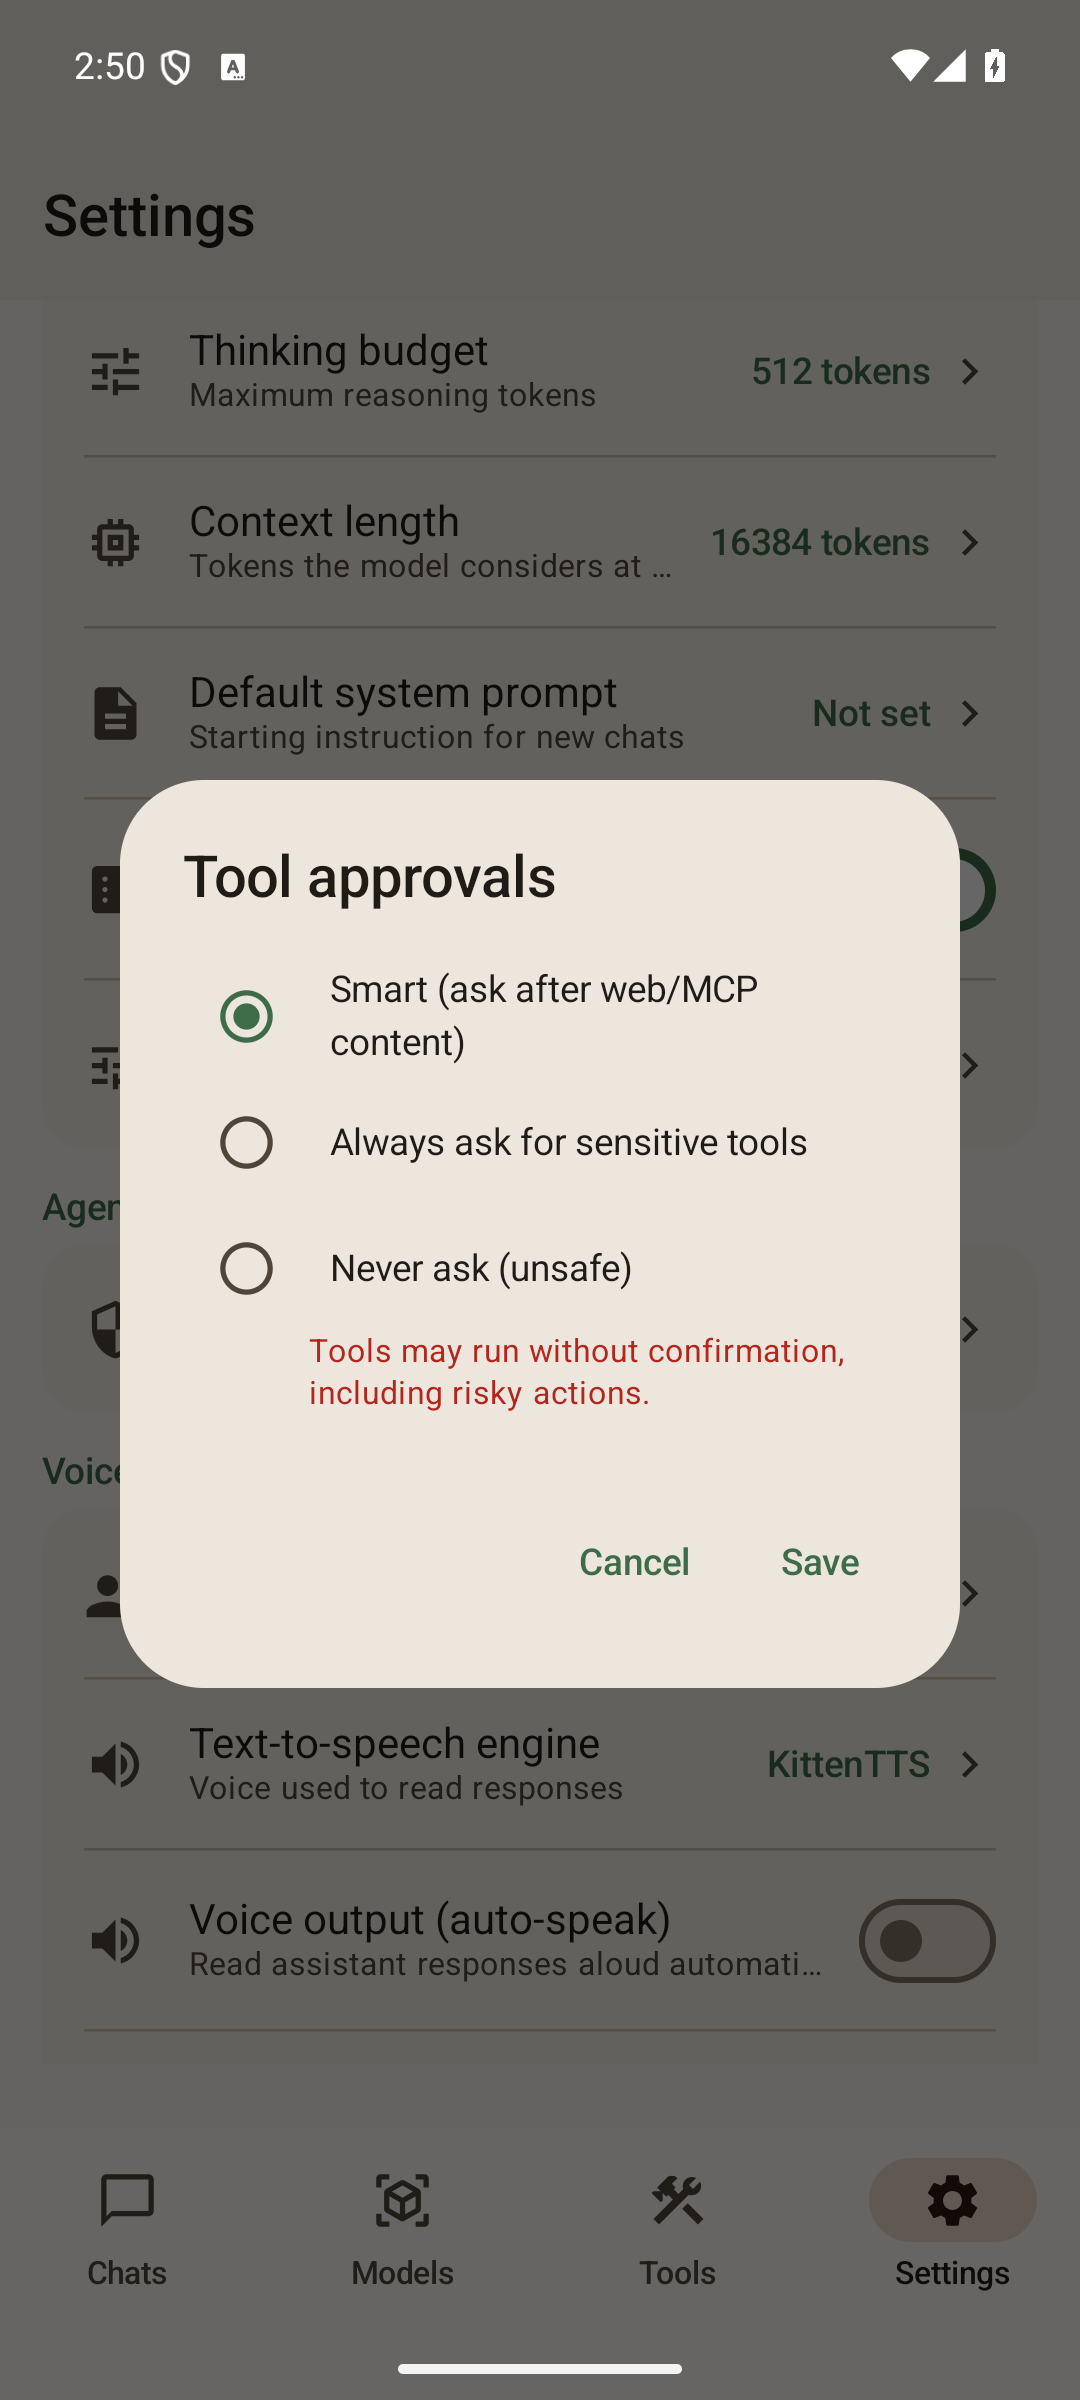 2:50
Settings
Thinking budget
Maximum reasoning tokens
512 tokens
Context length
Tokens the model considers at …
16384 tokens
Default system prompt
Starting instruction for new chats
Not set
Tool approvals
Smart (ask after web/MCP
content)
Always ask for sensitive tools
Never ask (unsafe)
Tools may run without confirmation,
including risky actions.
Cancel
Save
Text-to-speech engine
Voice used to read responses
KittenTTS
Voice output (auto-speak)
Read assistant responses aloud automati…
Chats
Models
Tools
Settings